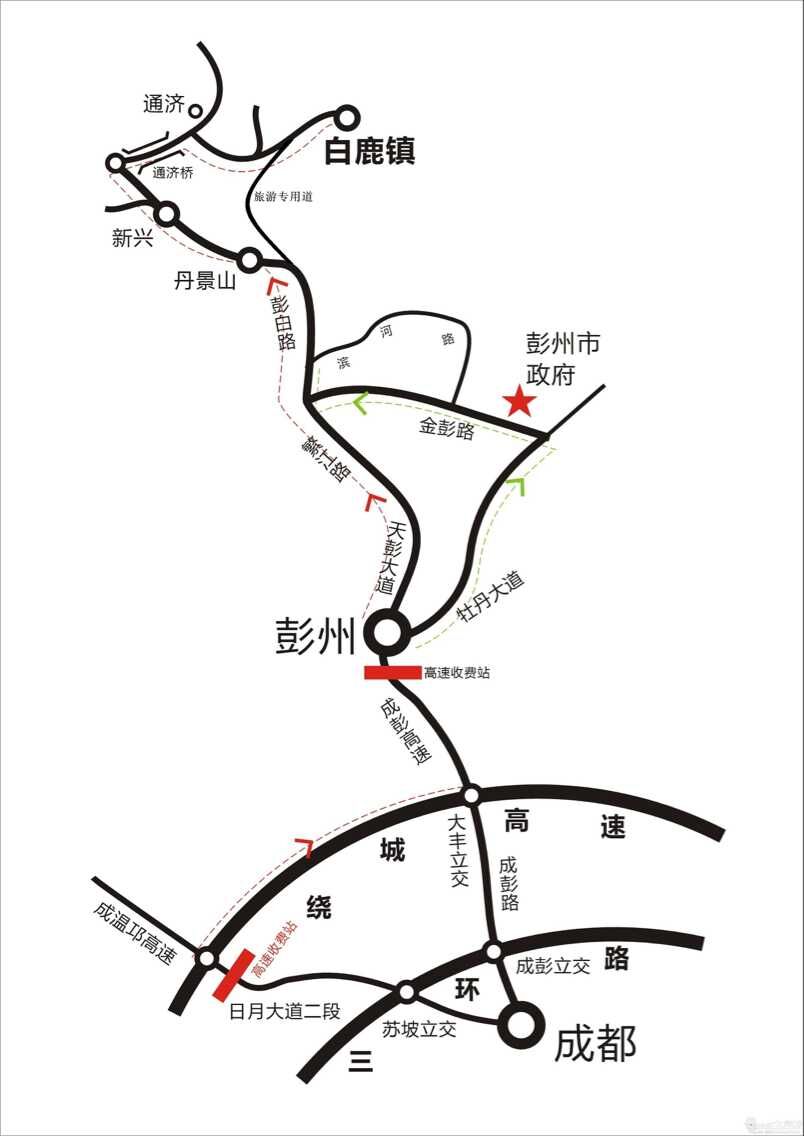 通济
白鹿镇
通济桥
旅游专用道
新兴
丹景山
彭白路
滨河路
彭州市
政府
金彭路
繁江路
天彭大道
牡丹大道
彭州
高速收费站
成彭高速
绕城高速
大丰立交
成彭路
成温邛高速
高速收费站
日月大道二段
成彭立交
三环路
苏坡立交
成都